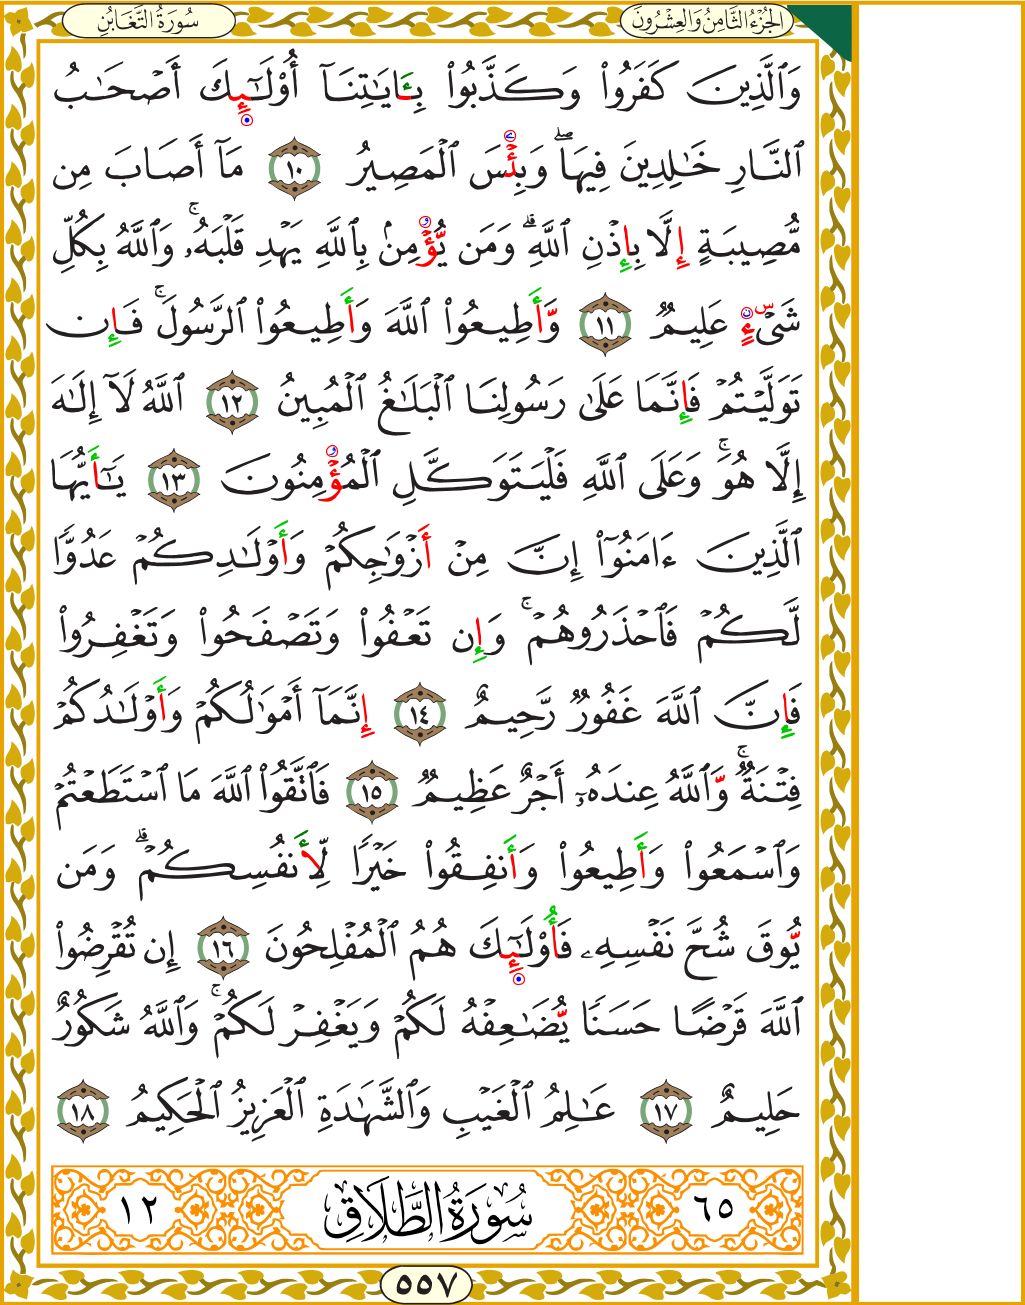 الجُزْءُ الثَّامِنُ وَالْعِشْرُونَ
سُورَةُ التَّغَابُنِ
وَٱلَّذِينَ كَفَرُوا۟ وَكَذَّبُوا۟ بِـَٔايَـٰتِنَآ أُو۟لَـٰٓئِكَ أَصْحَـٰبُ
ٱلنَّارِ خَـٰلِدِينَ فِيهَاۖ وَبِئْسَ ٱلْمَصِيرُ ١٠ مَآ أَصَابَ مِن
مُّصِيبَةٍ إِلَّا بِإِذْنِ ٱللَّهِۗ وَمَن يُؤْمِنۢ بِٱللَّهِ يَهْدِ قَلْبَهُۥۚ وَٱللَّهُ بِكُلِّ
شَىْءٍ عَلِيمٌ ١١ وَأَطِيعُوا۟ ٱللَّهَ وَأَطِيعُوا۟ ٱلرَّسُولَۚ فَإِن
تَوَلَّيْتُمْ فَإِنَّمَا عَلَىٰ رَسُولِنَا ٱلْبَلَـٰغُ ٱلْمُبِينُ ١٢ ٱللَّهُ لَآ إِلَـٰهَ
إِلَّا هُوَۚ وَعَلَى ٱللَّهِ فَلْيَتَوَكَّلِ ٱلْمُؤْمِنُونَ ١٣ يَـٰٓأَيُّهَا
ٱلَّذِينَ ءَامَنُوٓا۟ إِنَّ مِنْ أَزْوَٰجِكُمْ وَأَوْلَـٰدِكُمْ عَدُوًّا
لَّكُمْ فَٱحْذَرُوهُمْۚ وَإِن تَعْفُوا۟ وَتَصْفَحُوا۟ وَتَغْفِرُوا۟
فَإِنَّ ٱللَّهَ غَفُورٌ رَّحِيمٌ ١٤ إِنَّمَآ أَمْوَٰلُكُمْ وَأَوْلَـٰدُكُمْ
فِتْنَةٌۚ وَٱللَّهُ عِندَهُۥٓ أَجْرٌ عَظِيمٌ ١٥ فَٱتَّقُوا۟ ٱللَّهَ مَا ٱسْتَطَعْتُمْ
وَٱسْمَعُوا۟ وَأَطِيعُوا۟ وَأَنفِقُوا۟ خَيْرًا لِّأَنفُسِكُمْۗ وَمَن
يُوقَ شُحَّ نَفْسِهِۦ فَأُو۟لَـٰٓئِكَ هُمُ ٱلْمُفْلِحُونَ ١٦ إِن تُقْرِضُوا۟
ٱللَّهَ قَرْضًا حَسَنًا يُضَـٰعِفْهُ لَكُمْ وَيَغْفِرْ لَكُمْۚ وَٱللَّهُ شَكُورٌ
حَلِيمٌ ١٧ عَـٰلِمُ ٱلْغَيْبِ وَٱلشَّهَـٰدَةِ ٱلْعَزِيزُ ٱلْحَكِيمُ ١٨
٦٥ سُورَةُ الطَّلَاقِ ١٢
٥٥٧